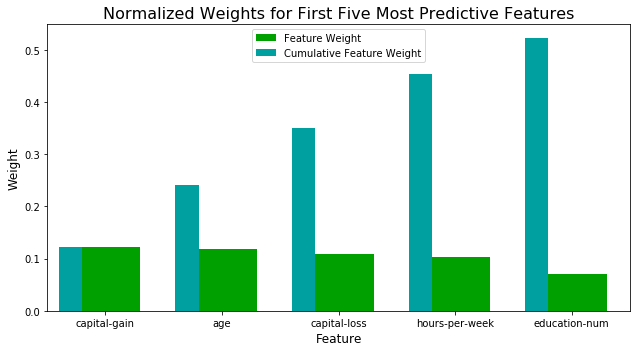 Normalized Weights for First Five Most Predictive Features
Feature Weight
Cumulative Feature Weight
Weight
0.5
0.4
0.3
0.2
0.1
0.0
capital-gain
age
capital-loss
hours-per-week
education-num
Feature